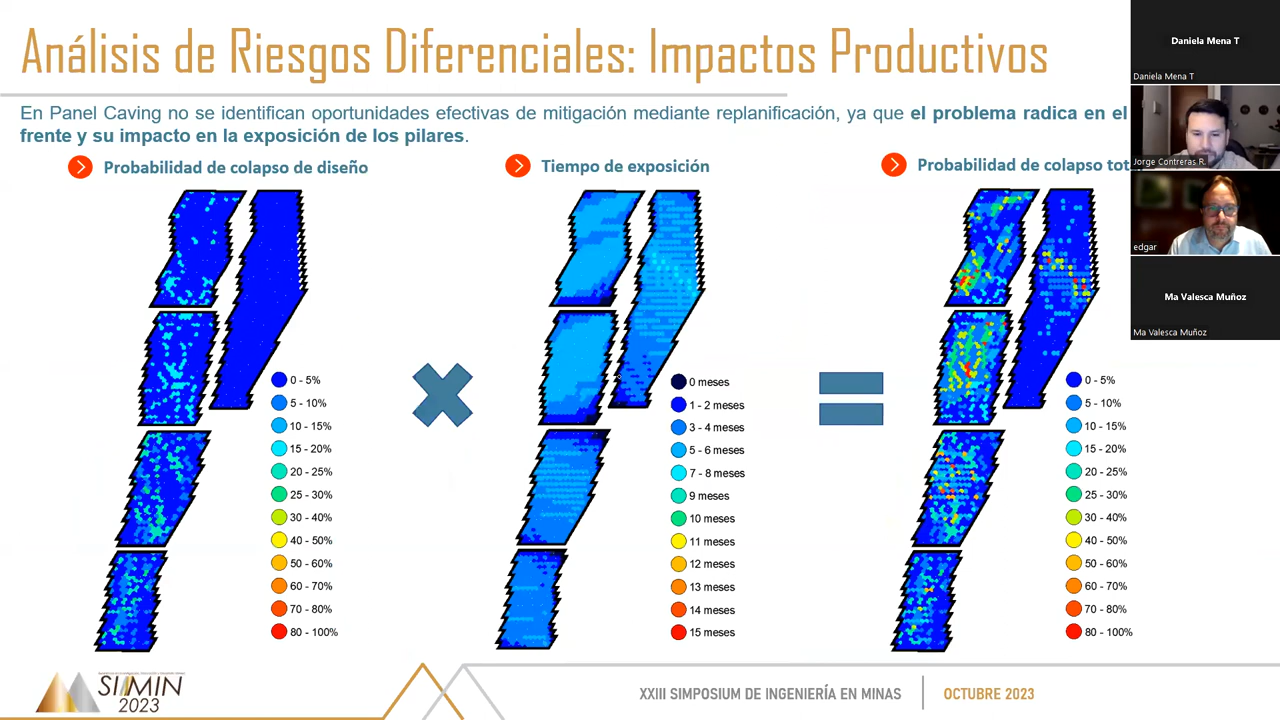 Análisis de Riesgos Diferenciales: Impactos Productivos
En Panel Caving no se identifican oportunidades efectivas de mitigación mediante replanificación, ya que el problema radica en el
frente y su impacto en la exposición de los pilares.
Probabilidad de colapso de diseño
0 - 5%
5 - 10%
10 - 15%
15 - 20%
20 - 25%
25 - 30%
30 - 40%
40 - 50%
50 - 60%
60 - 70%
70 - 80%
80 - 100%
Tiempo de exposición
0 meses
1 - 2 meses
3 - 4 meses
5 - 6 meses
7 - 8 meses
9 meses
10 meses
11 meses
12 meses
13 meses
14 meses
15 meses
Probabilidad de colapso tot
0 - 5%
5 - 10%
10 - 15%
15 - 20%
20 - 25%
25 - 30%
30 - 40%
40 - 50%
50 - 60%
60 - 70%
70 - 80%
80 - 100%
Daniela Mena T
Daniela Mena T
Jorge Contreras R.
edgar
Ma Valesca Muñoz
Ma Valesca Muñoz
SIMIN
2023
XXIII SIMPOSIUM DE INGENIERÍA EN MINAS
OCTUBRE 2023